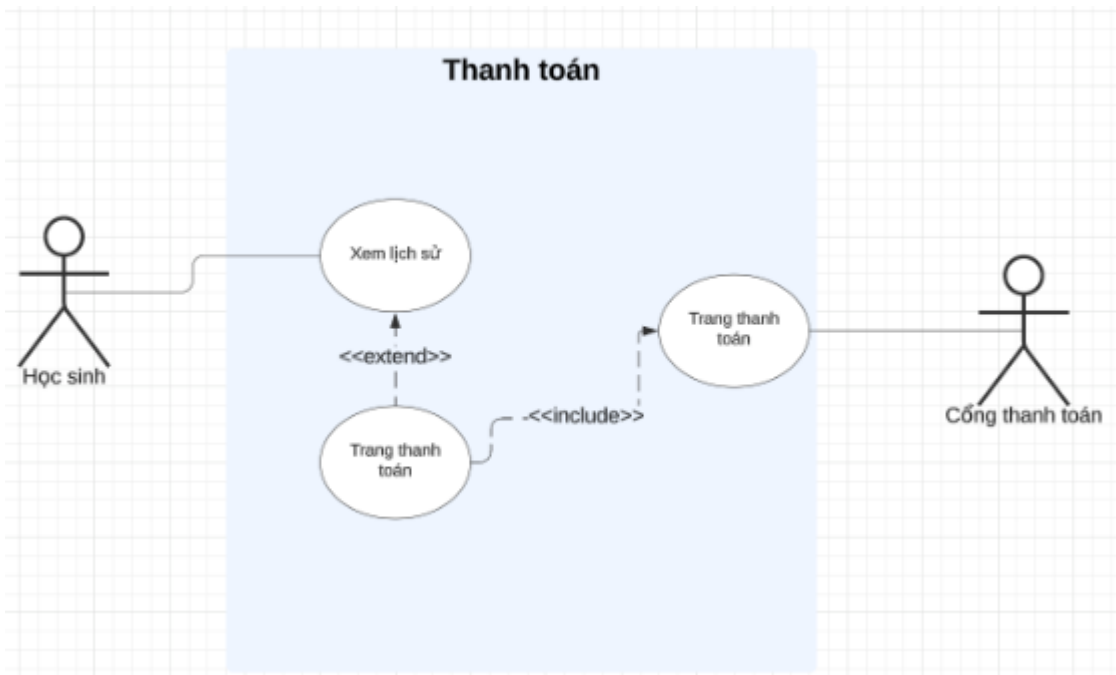 Thanh toán
Xem lịch sử
Trang thanh
toán
<<extend>>
Học sinh
Cổng thanh toán
<<include>>
Trang thanh
toán